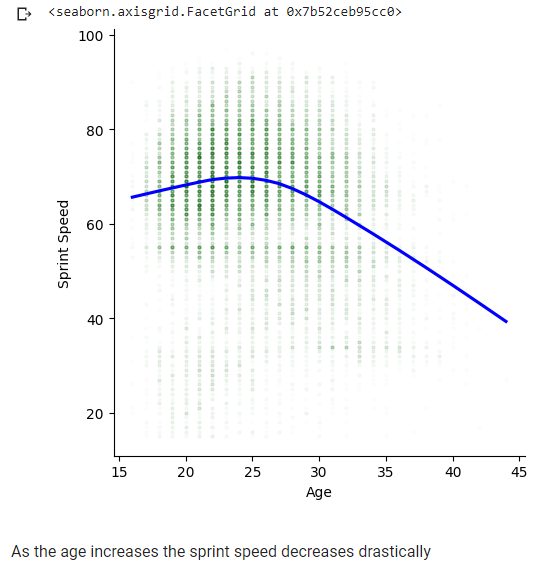 <seaborn.axisgrid.FacetGrid at 0x7b52ceb95cc0>
100
80
60
40
20
Sprint Speed
15 20 25 30 35 40 45
Age
As the age increases the sprint speed decreases drastically